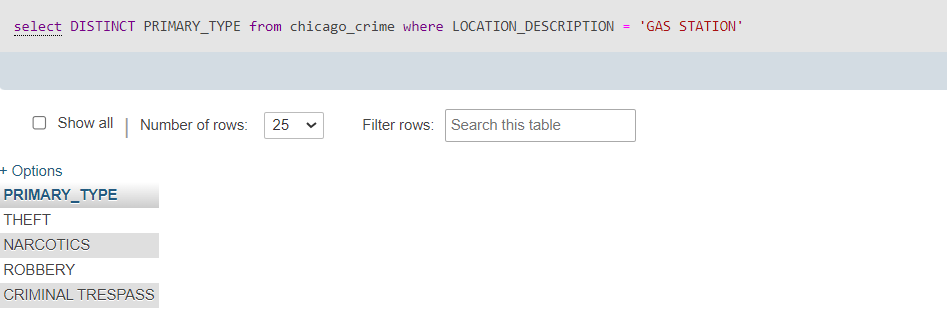 select DISTINCT PRIMARY_TYPE from chicago_crime where LOCATION_DESCRIPTION = 'GAS STATION'
Show all | Number of rows: 25 Filter rows: Search this table
+ Options
PRIMARY_TYPE
THEFT
NARCOTICS
ROBBERY
CRIMINAL TRESPASS